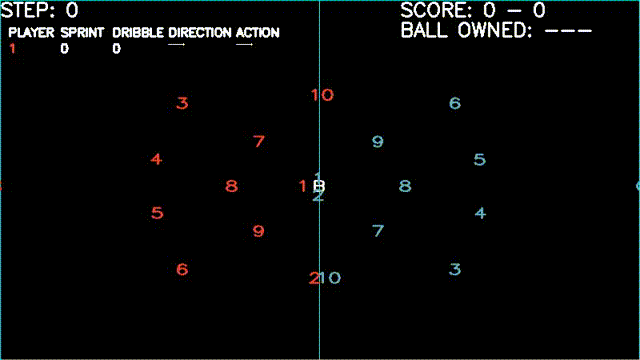 STEP: 0
SCORE: 0 - 0
BALL OWNED: ---
PLAYER SPRINT DRIBBLE DIRECTION ACTION
1 0 0 → →
10
3 6
7 9
4 5
1
8 1 B 8
2
5 4
9 7
6 3
2 10